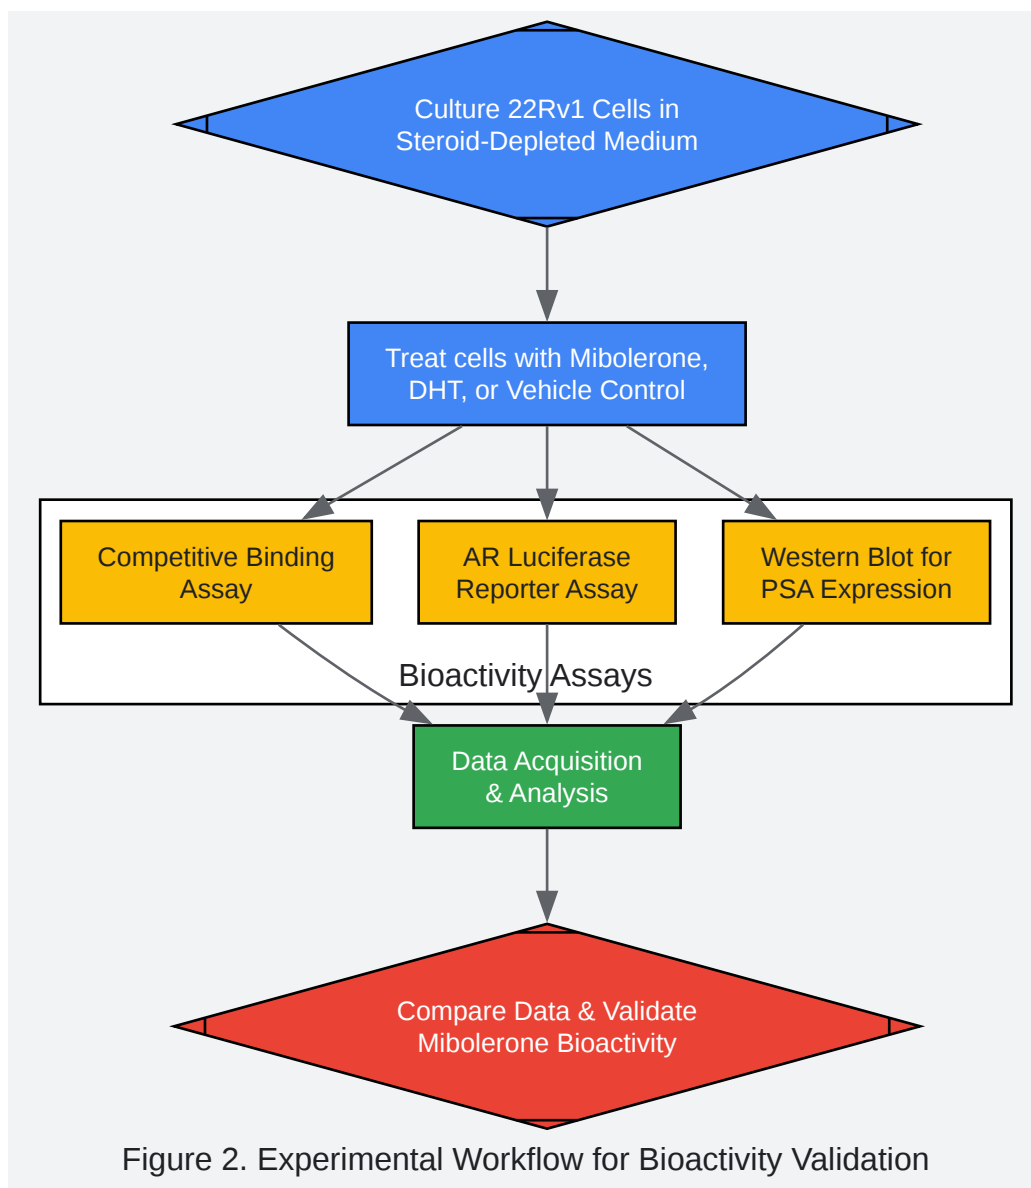 Culture 22Rv1 Cells in
Steroid-Depleted Medium
Treat cells with Mibolerone,
DHT, or Vehicle Control
Competitive Binding
Assay
AR Luciferase
Reporter Assay
Western Blot for
PSA Expression
Bioactivity Assays
Data Acquisition
& Analysis
Compare Data & Validate
Mibolerone Bioactivity
Figure 2. Experimental Workflow for Bioactivity Validation